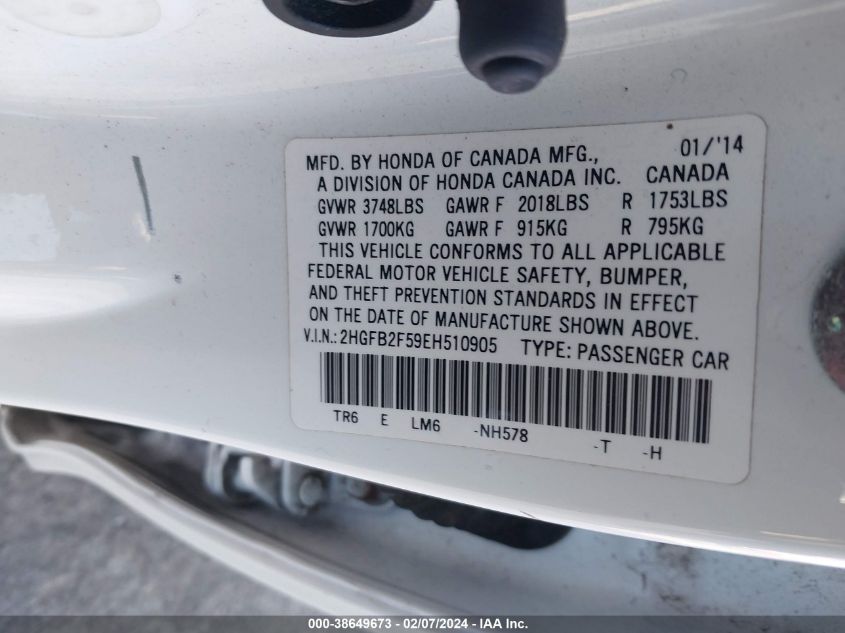 MFD. BY HONDA OF CANADA MFG., 01/'14
A DIVISION OF HONDA CANADA INC. CANADA
GVWR 3748LBS GAWR F 2018LBS R 1753LBS
GVWR 1700KG GAWR F 915KG R 795KG
THIS VEHICLE CONFORMS TO ALL APPLICABLE
FEDERAL MOTOR VEHICLE SAFETY, BUMPER,
AND THEFT PREVENTION STANDARDS IN EFFECT
ON THE DATE OF MANUFACTURE SHOWN ABOVE.
V.I.N.: 2HGFB2F59EH510905 TYPE: PASSENGER CAR
TR6 E LM6 -NH578 -T -H
000-38649673 - 02/07/2024 - IAA Inc.